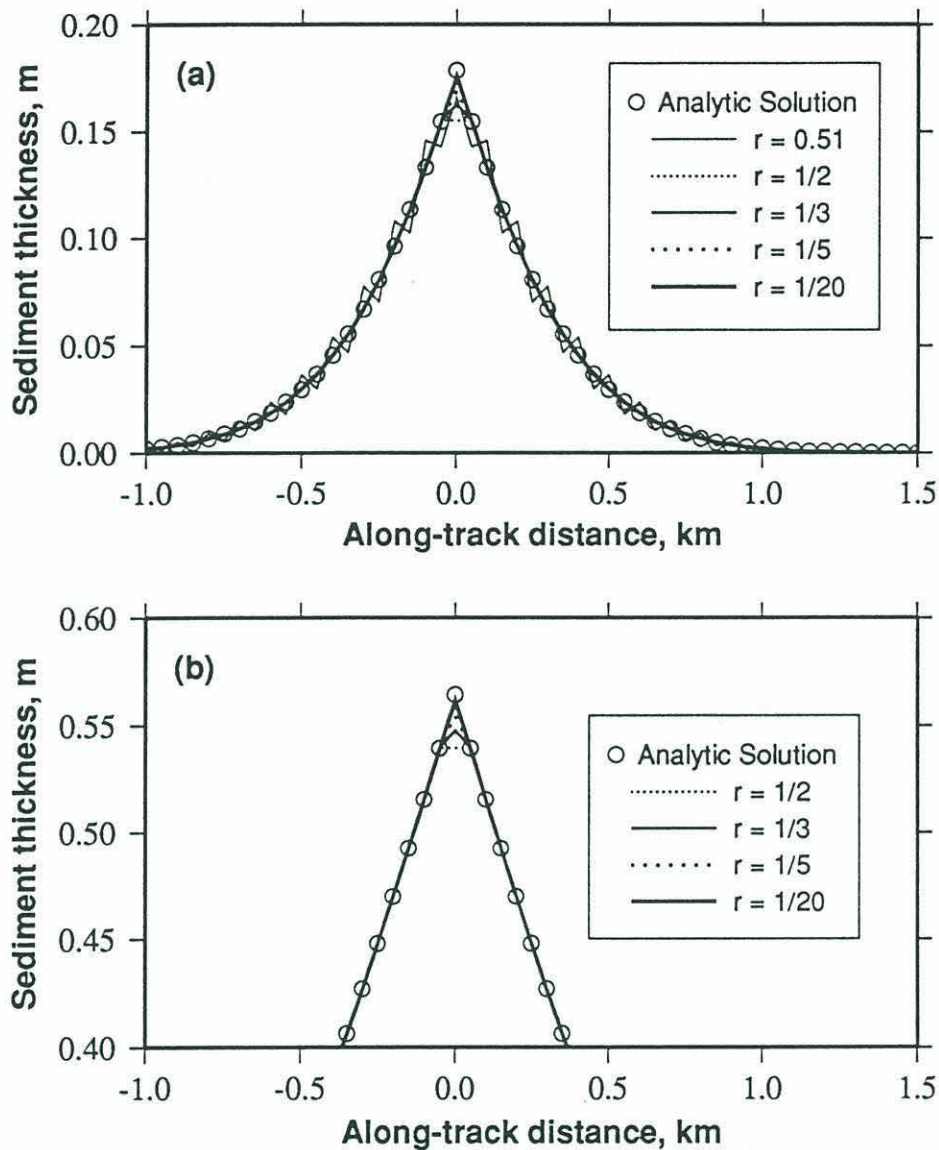 0.20
(a)
Analytic Solution
r = 0.51
r = 1/2
r = 1/3
r = 1/5
r = 1/20
0.15
0.10
0.05
0.00
Sediment thickness, m
-1.0 -0.5 0.0 0.5 1.0 1.5
Along-track distance, km
0.60
(b)
Analytic Solution
r = 1/2
r = 1/3
r = 1/5
r = 1/20
0.55
0.50
0.45
0.40
Sediment thickness, m
-1.0 -0.5 0.0 0.5 1.0 1.5
Along-track distance, km